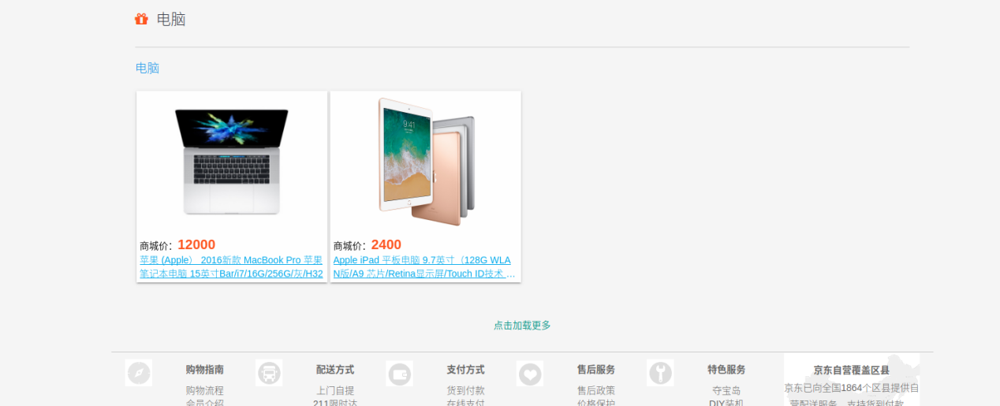 电脑
电脑
商城价：12000
苹果 (Apple） 2016新款 MacBook Pro 苹果
笔记本电脑 15英寸Bar/i7/16G/256G/灰/H32
商城价：2400
Apple iPad 平板电脑 9.7英寸（128G WLA
N版/A9 芯片/Retina显示屏/Touch ID技术 …
9:41
点击加载更多
购物指南
购物流程
会员介绍
配送方式
上门自提
211限时达
支付方式
货到付款
在线支付
售后服务
售后政策
价格保护
特色服务
夺宝岛
DIY装机
京东自营覆盖区县
京东已向全国1864个区县提供自
营配送服务，支持货到付款